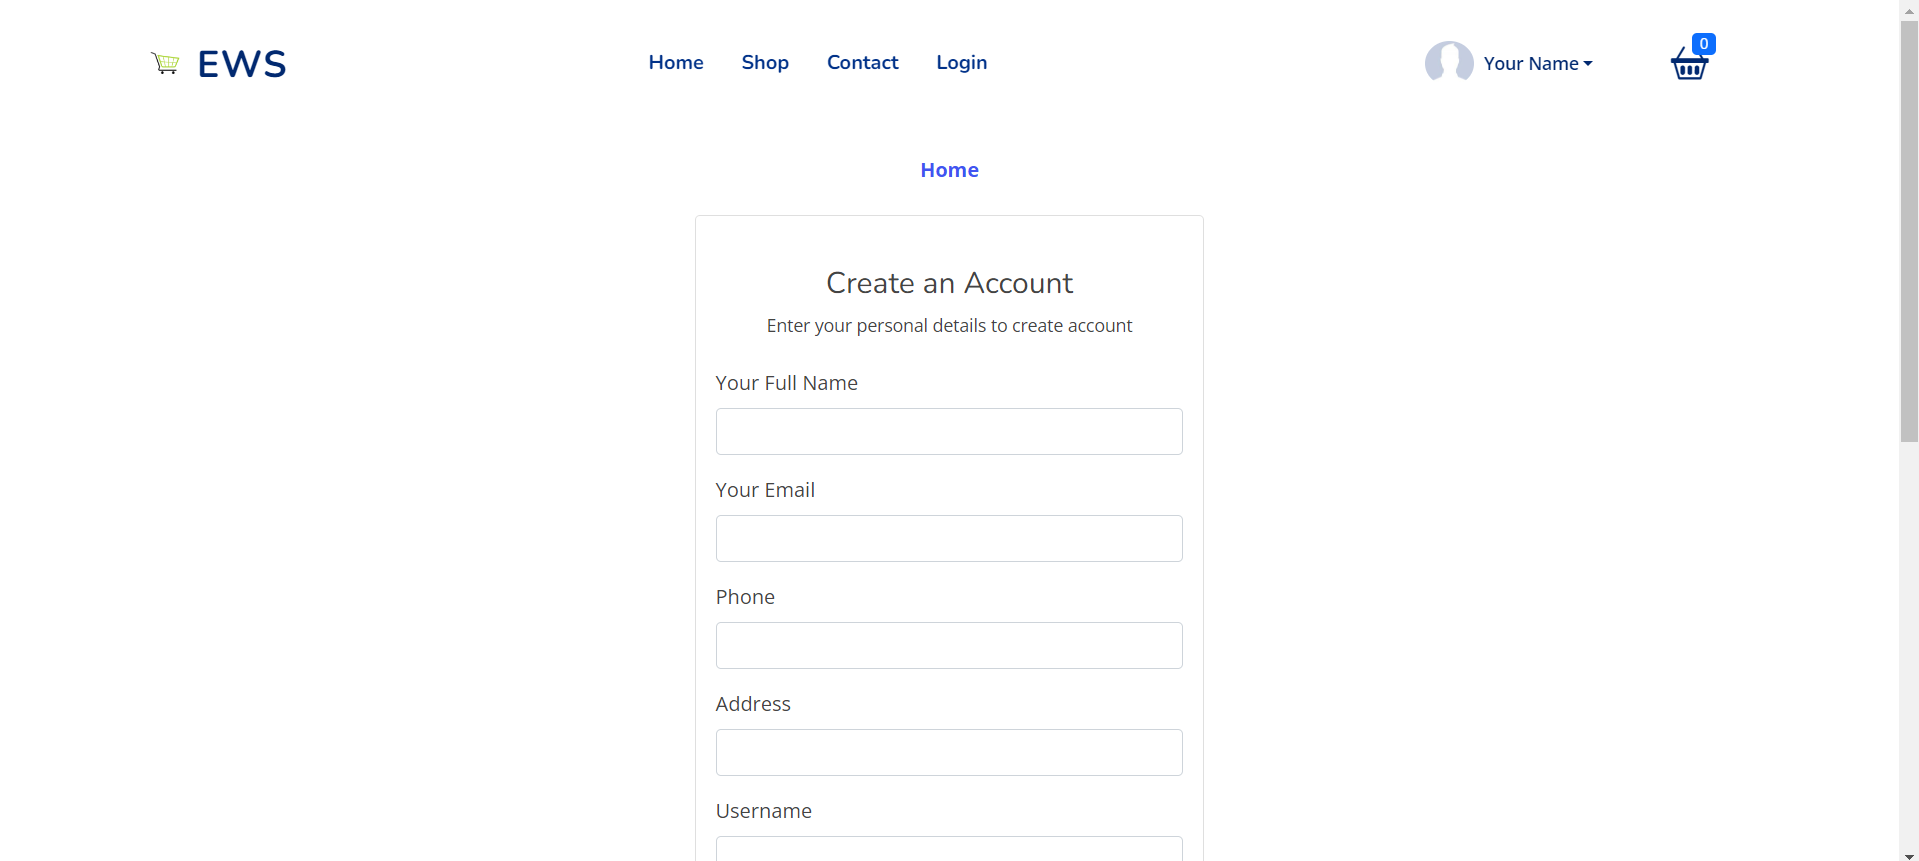 EWS
Home Shop Contact Login
Your Name
0
Home
Create an Account
Enter your personal details to create account
Your Full Name
Your Email
Phone
Address
Username